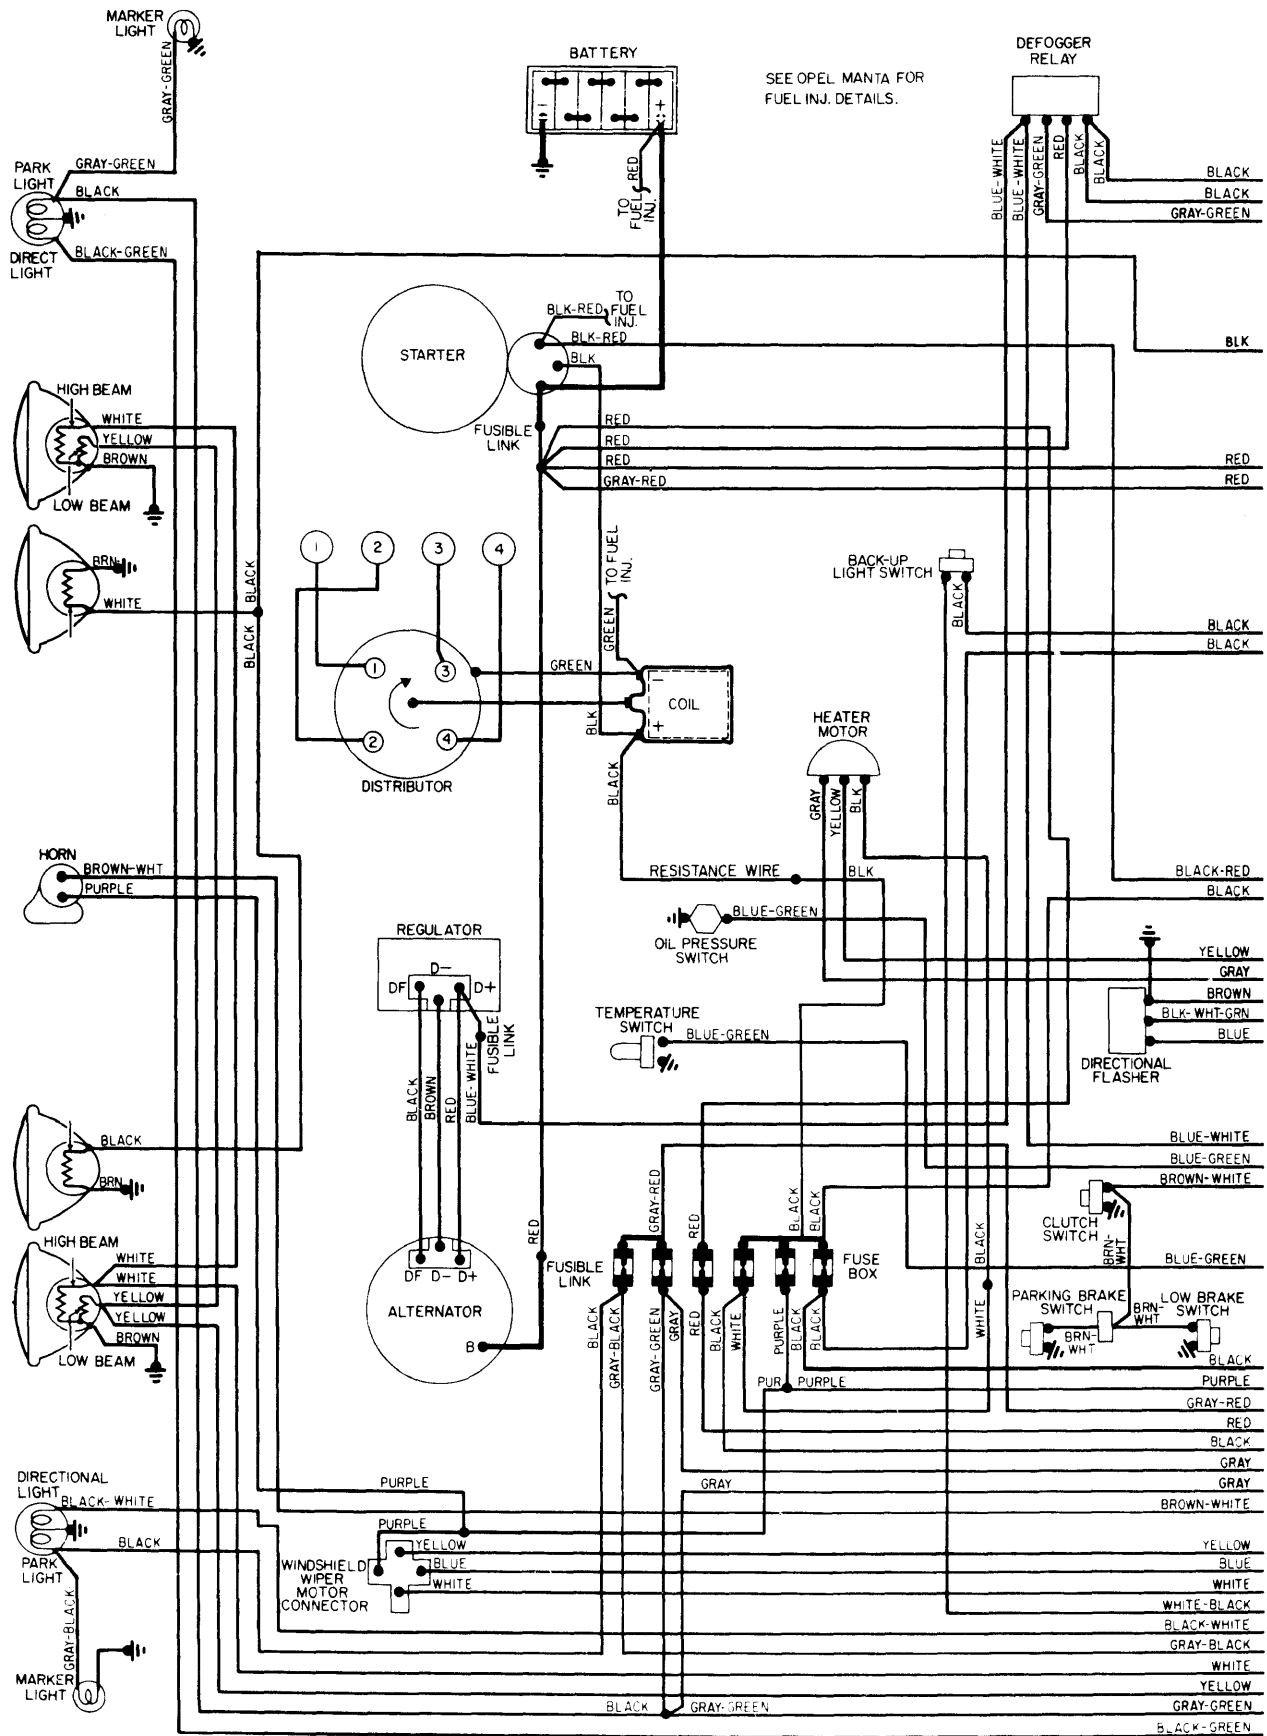 MARKER
LIGHT
GRAY-GREEN
BATTERY
−
+
RED
TO
FUEL
INJ.
SEE OPEL MANTA FOR
FUEL INJ. DETAILS.
DEFOGGER
RELAY
BLUE-WHITE
BLUE-WHITE
GRAY-GREEN
RED
BLACK
BLACK
BLACK
BLACK
GRAY-GREEN
PARK
LIGHT
GRAY-GREEN
BLACK
BLACK-GREEN
DIRECT
LIGHT
STARTER
BLK-RED
TO
FUEL
INJ.
BLK-RED
BLK
BLK
FUSIBLE
LINK
RED
RED
RED
GRAY-RED
RED
RED
HIGH BEAM
WHITE
YELLOW
BROWN
LOW BEAM
BRN
WHITE
BLACK
BLACK
1
2
3
4
1
3
2
4
DISTRIBUTOR
GREEN
GREEN
TO FUEL
INJ.
−
COIL
+
BLK
BLACK
BACK-UP
LIGHT SWITCH
BLACK
BLACK
BLACK
HEATER
MOTOR
GRAY
YELLOW
BLK
HORN
BROWN-WHT
PURPLE
RESISTANCE WIRE
BLK
BLACK-RED
BLACK
BLUE-GREEN
OIL PRESSURE
SWITCH
YELLOW
GRAY
REGULATOR
D−
DF
D+
FUSIBLE
LINK
BLACK
BROWN
RED
BLUE-WHITE
TEMPERATURE
SWITCH
BLUE-GREEN
BROWN
BLK-WHT-GRN
BLUE
DIRECTIONAL
FLASHER
BLACK
BRN
BLUE-WHITE
BLUE-GREEN
BROWN-WHITE
CLUTCH
SWITCH
BRN-
WHT
BLUE-GREEN
HIGH BEAM
WHITE
WHITE
YELLOW
YELLOW
BROWN
LOW BEAM
DF
D−
D+
ALTERNATOR
B
RED
GRAY-RED
RED
BLACK
BLACK
FUSIBLE
LINK
FUSE
BOX
BLACK
GRAY-BLACK
GRAY-GREEN
GRAY
RED
BLACK
WHITE
PURPLE
BLACK
BLACK
BLACK
WHITE
PARKING BRAKE
SWITCH
LOW BRAKE
SWITCH
BRN-
WHT
BRN-
WHT
PUR
PURPLE
BLACK
PURPLE
GRAY-RED
RED
BLACK
GRAY
GRAY
GRAY
BROWN-WHITE
DIRECTIONAL
LIGHT
BLACK-WHITE
BLACK
PARK
LIGHT
GRAY-BLACK
MARKER
LIGHT
PURPLE
PURPLE
YELLOW
BLUE
WHITE
WINDSHIELD
WIPER
MOTOR
CONNECTOR
YELLOW
BLUE
WHITE
WHITE-BLACK
BLACK-WHITE
GRAY-BLACK
WHITE
YELLOW
BLACK
GRAY-GREEN
GRAY-GREEN
BLACK-GREEN